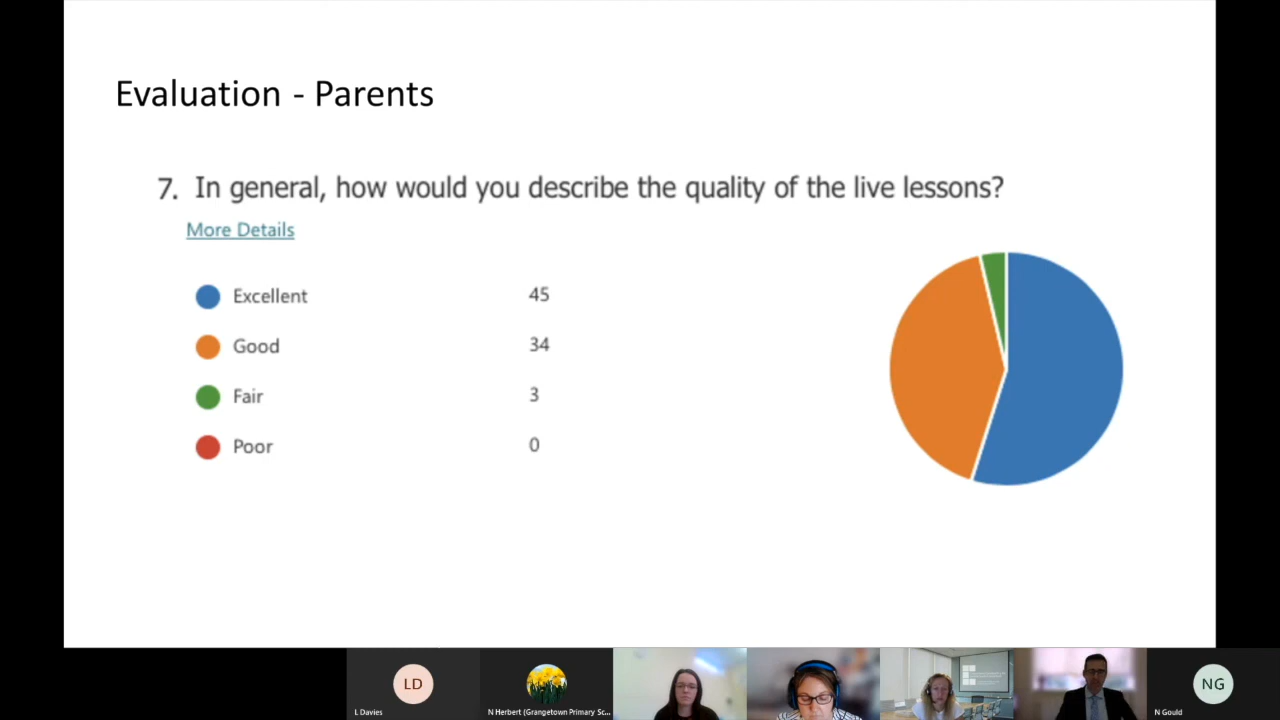 Evaluation - Parents
7. In general, how would you describe the quality of the live lessons?
More Details
Excellent 45
Good 34
Fair 3
Poor 0
LD
L Davies
N Herbert (Grangetown Primary Sc...
NG
N Gould